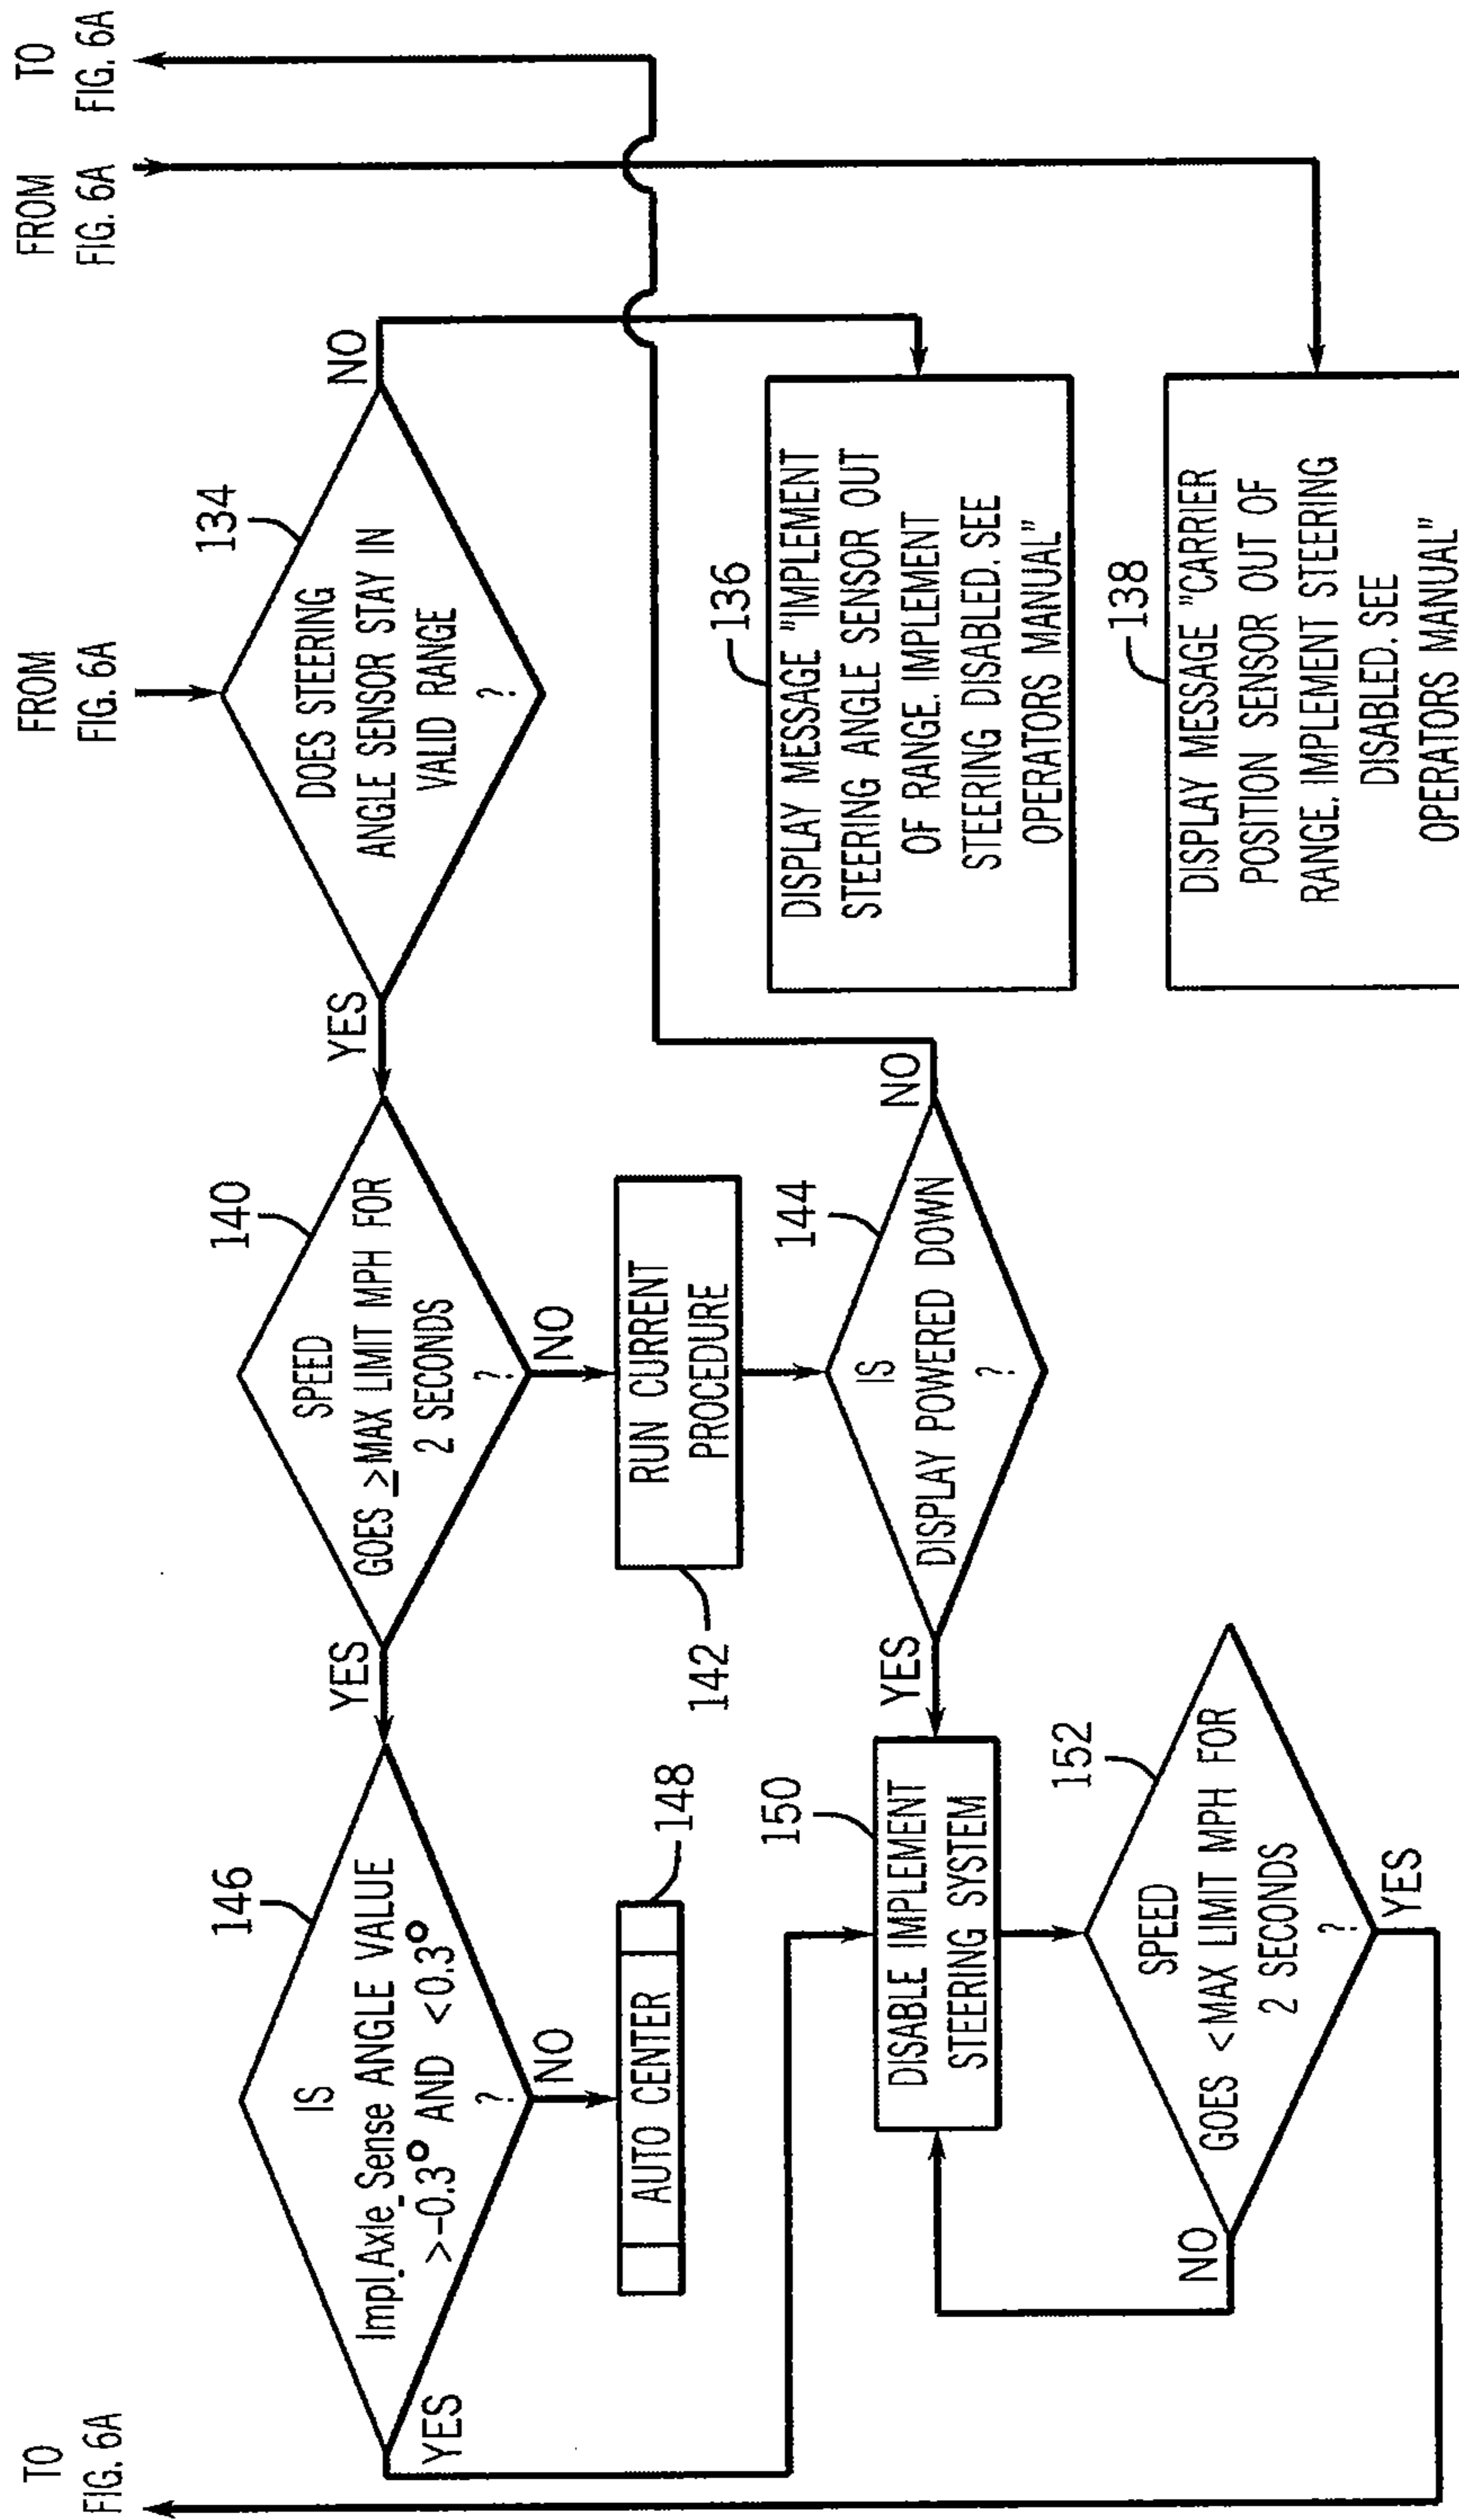 TO
FIG. 6A
FROM
FIG. 6A
FROM
FIG. 6A
TO
FIG. 6A
146
IS
Impl_Axle_Sense ANGLE VALUE
>-0.3° AND <0.3°
?
YES
NO
148
AUTO CENTER
140
SPEED
GOES ≥MAX LIMIT MPH FOR
2 SECONDS
?
YES
NO
134
DOES STEERING
ANGLE SENSOR STAY IN
VALID RANGE
?
YES
NO
142
RUN CURRENT
PROCEDURE
144
IS
DISPLAY POWERED DOWN
?
YES
NO
136
DISPLAY MESSAGE "IMPLEMENT
STEERING ANGLE SENSOR OUT
OF RANGE. IMPLEMENT
STEERING DISABLED. SEE
OPERATORS MANUAL"
150
DISABLE IMPLEMENT
STEERING SYSTEM
152
SPEED
GOES <MAX LIMIT MPH FOR
2 SECONDS
?
NO
YES
138
DISPLAY MESSAGE "CARRIER
POSITION SENSOR OUT OF
RANGE. IMPLEMENT STEERING
DISABLED. SEE
OPERATORS MANUAL"